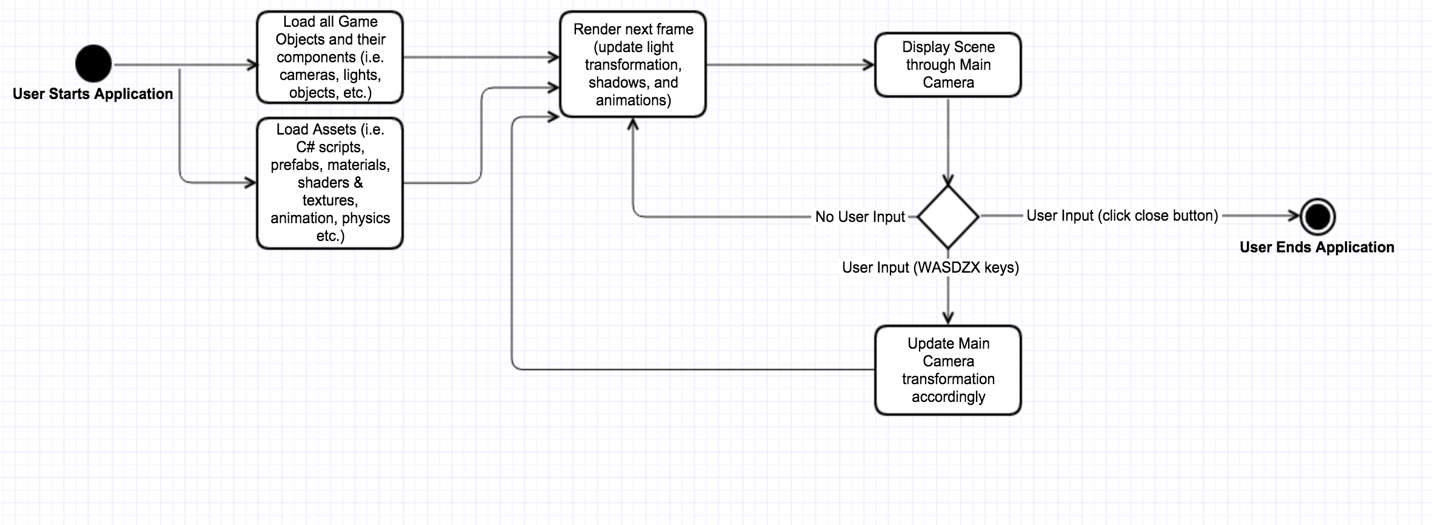 User Starts Application
Load all Game
Objects and their
components (i.e.
cameras, lights,
objects, etc.)
Load Assets (i.e.
C# scripts,
prefabs, materials,
shaders &
textures,
animation, physics
etc.)
Render next frame
(update light
transformation,
shadows, and
animations)
Display Scene
through Main
Camera
No User Input
User Input (click close button)
User Ends Application
User Input (WASDZX keys)
Update Main
Camera
transformation
accordingly